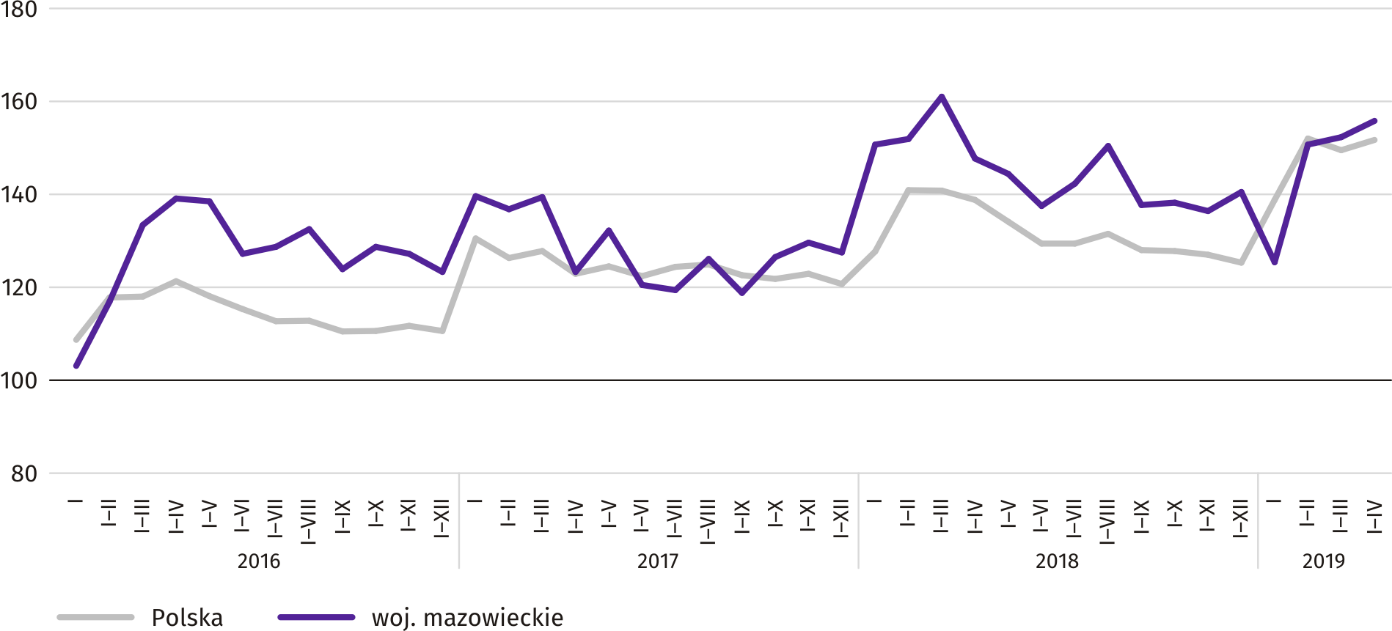 180
160
140
120
100
80
I I–II I–III I–IV I–V I–VI I–VII I–VIII I–IX I–X I–XI I–XII I I–II I–III I–IV I–V I–VI I–VII I–VIII I–IX I–X I–XI I–XII I I–II I–III I–IV I–V I–VI I–VII I–VIII I–IX I–X I–XI I–XII I I–II I–III I–IV
2016 2017 2018 2019
Polska woj. mazowieckie